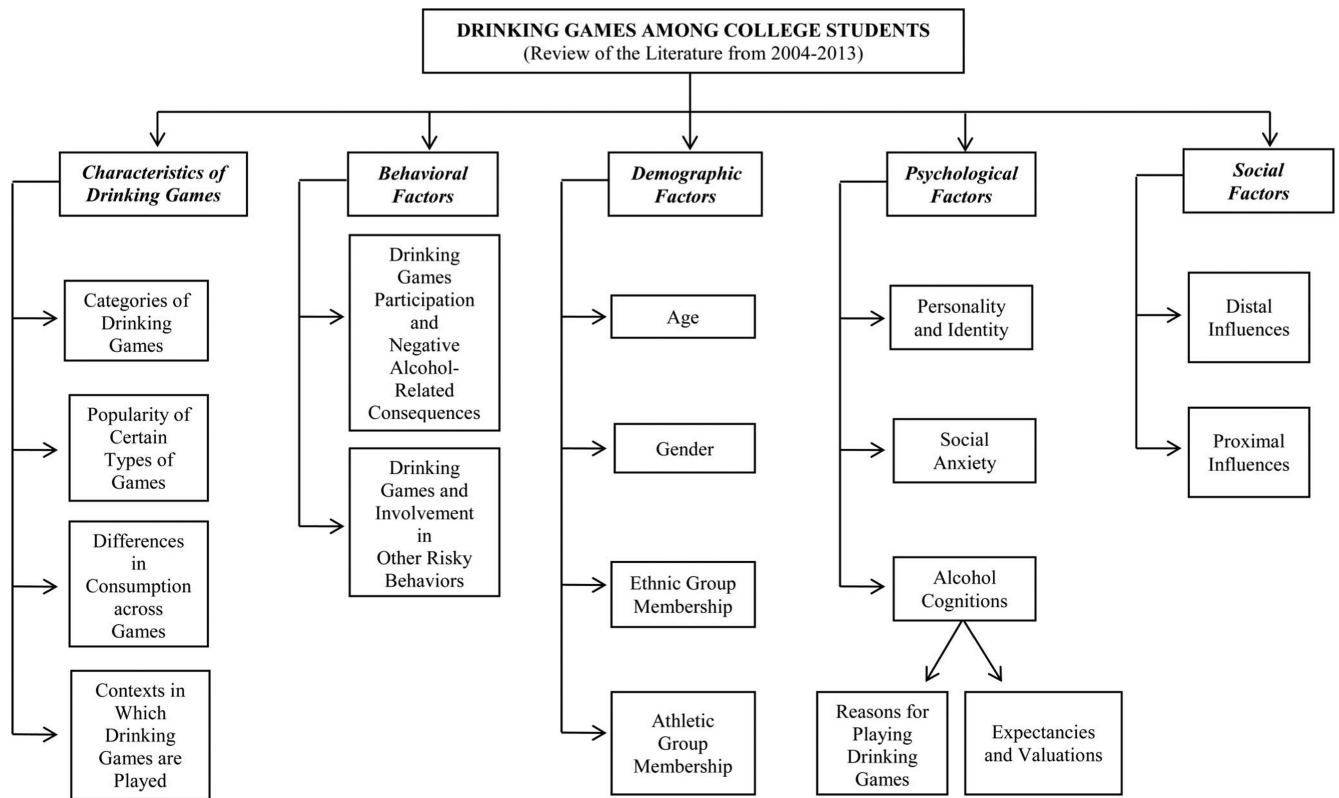 DRINKING GAMES AMONG COLLEGE STUDENTS
(Review of the Literature from 2004-2013)
Characteristics of
Drinking Games
Categories of
Drinking
Games
Popularity of
Certain
Types of
Games
Differences
in
Consumption
across
Games
Contexts in
Which
Drinking
Games are
Played
Behavioral
Factors
Drinking
Games
Participation
and
Negative
Alcohol-
Related
Consequences
Drinking
Games and
Involvement
in
Other Risky
Behaviors
Demographic
Factors
Age
Gender
Ethnic Group
Membership
Athletic
Group
Membership
Psychological
Factors
Personality
and Identity
Social
Anxiety
Alcohol
Cognitions
Reasons for
Playing
Drinking
Games
Expectancies
and Valuations
Social
Factors
Distal
Influences
Proximal
Influences